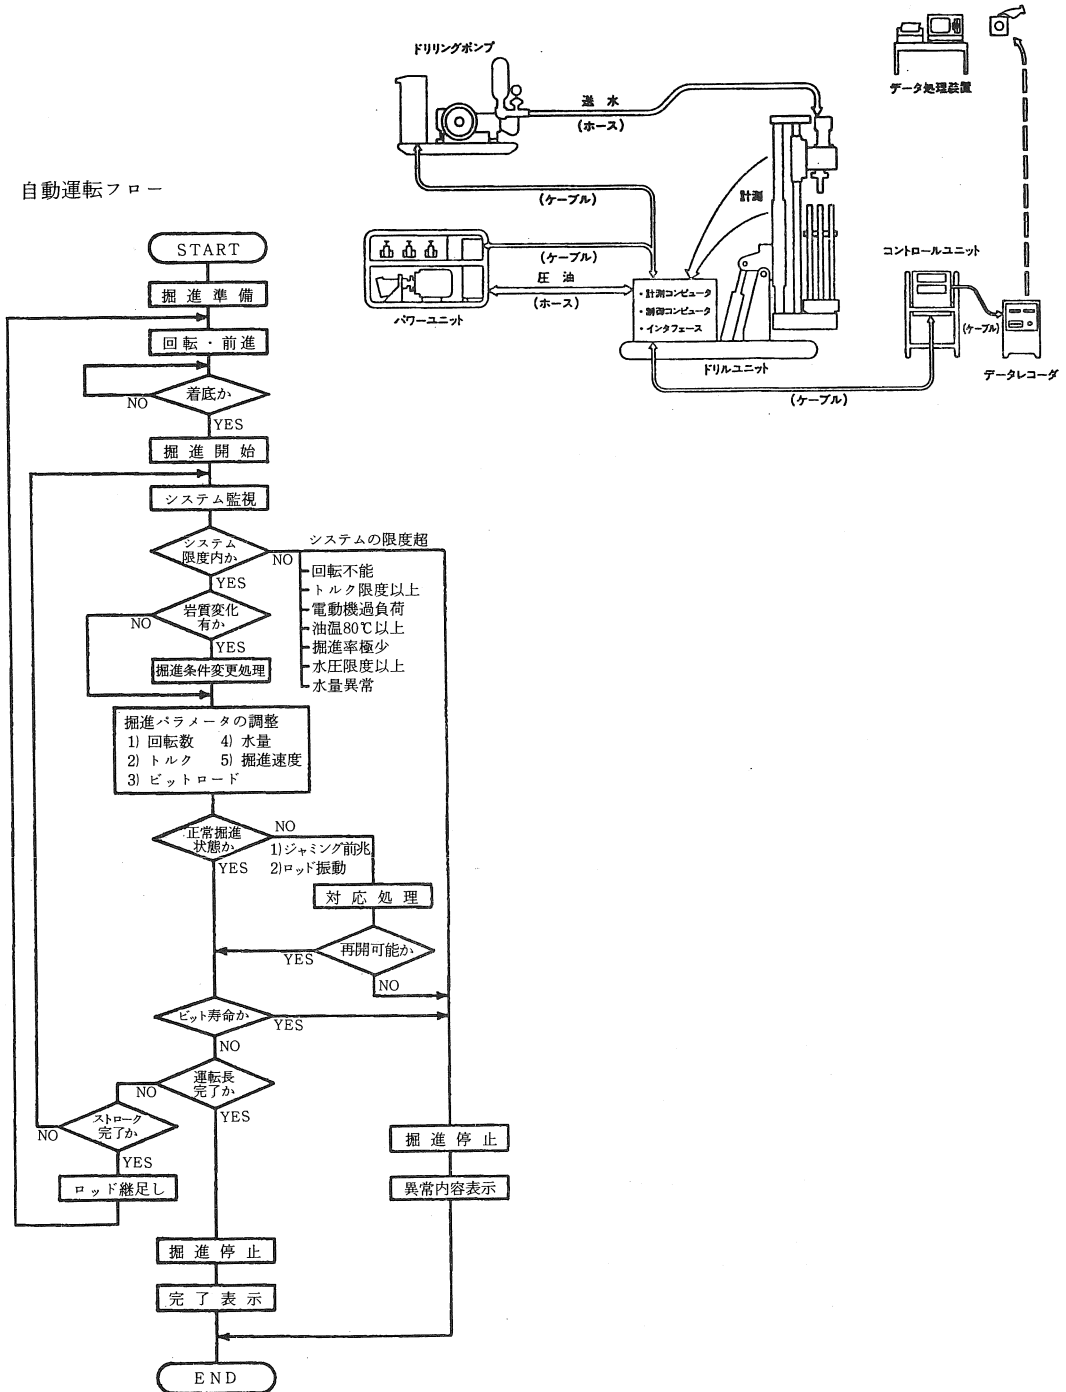 ドリリングポンプ
送水
(ホース)
データ処理装置
計測
(ケーブル)
(ケーブル)
圧油
(ホース)
パワーユニット
・計測コンピュータ
・制御コンピュータ
・インタフェース
ドリルユニット
コントロールユニット
(ケーブル)
データレコーダ
(ケーブル)
自動運転フロー
START
掘進準備
回転・前進
着底か
NO
YES
掘進開始
システム監視
システム
限度内か
NO
YES
システムの限度超
回転不能
トルク限度以上
電動機過負荷
油温80℃以上
掘進率極少
水圧限度以上
水量異常
岩質変化
有か
NO
YES
掘進条件変更処理
掘進パラメータの調整
1) 回転数 4) 水量
2) トルク 5) 掘進速度
3) ビットロード
正常掘進
状態か
NO
1)ジャミング前兆
2)ロッド振動
YES
対応処理
再開可能か
YES
NO
ビット寿命か
YES
NO
運転長
完了か
NO
YES
ストローク
完了か
NO
YES
ロッド継足し
掘進停止
異常内容表示
掘進停止
完了表示
END